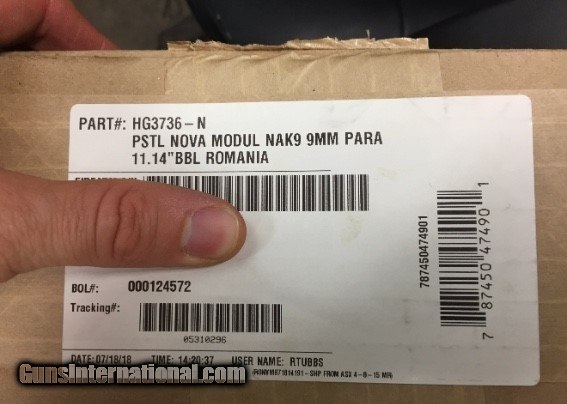 PART#: HG3736-N
PSTL NOVA MODUL NAK9 9MM PARA
11.14"BBL ROMANIA
BOL#: 000124572
Tracking#:
05310296
DATE:07/18/18 TIME: 14:20:37 USER NAME: RTUBBS
787450474901
7 87450 47490 1
GunsInternational.com